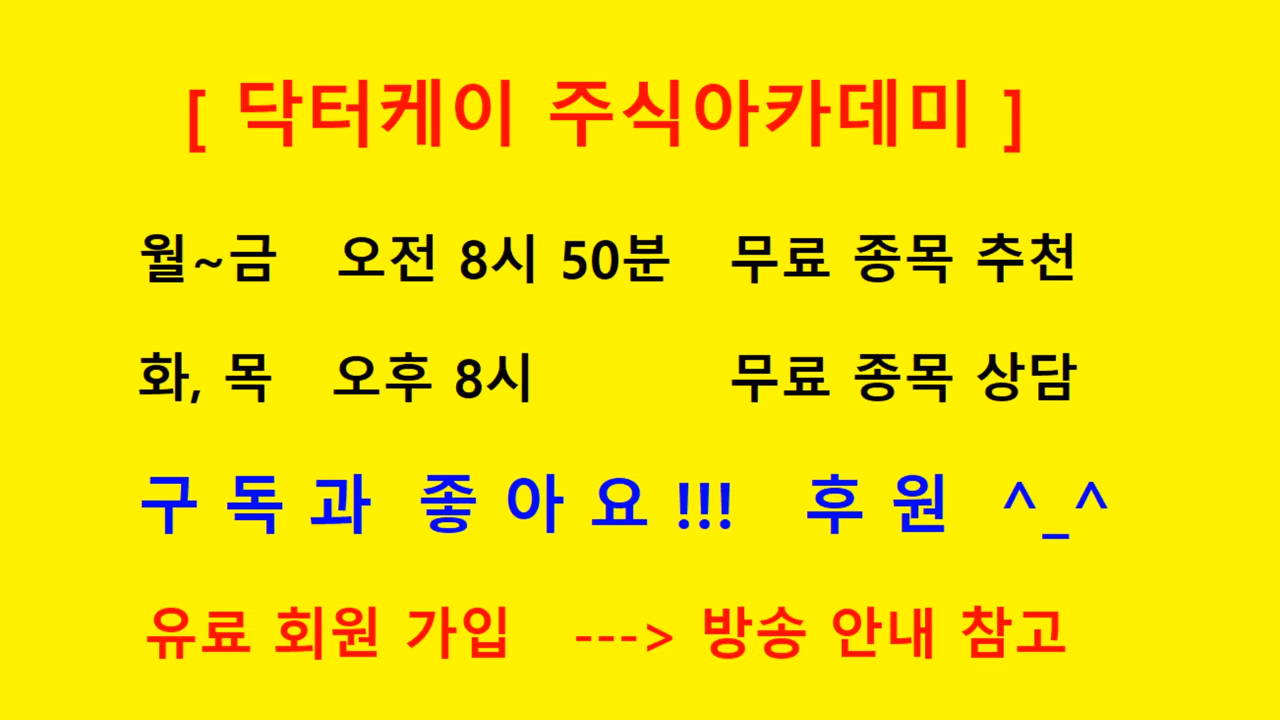 [ 닥터케이 주식아카데미 ]
월~금 오전 8시 50분 무료 종목 추천
화, 목 오후 8시 무료 종목 상담
구 독 과 좋 아 요 !!! 후 원 ^_^
유료 회원 가입 ---> 방송 안내 참고